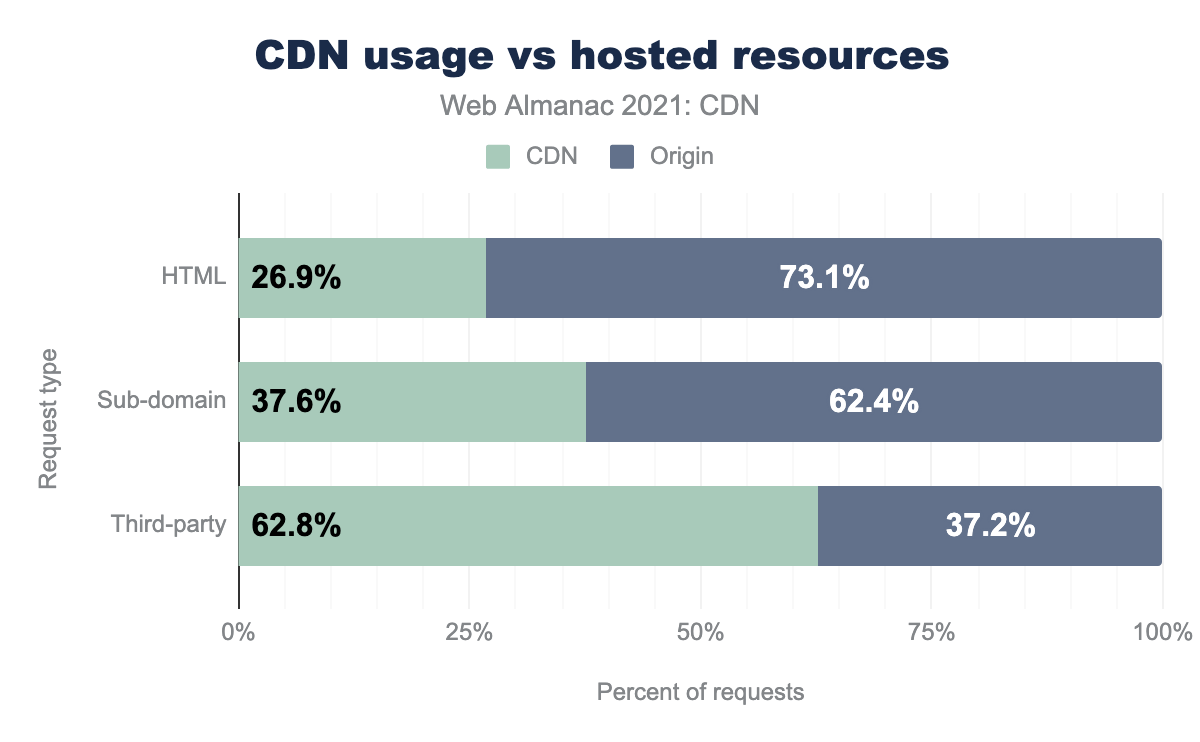 CDN usage vs hosted resources
Web Almanac 2021: CDN
CDN Origin
HTML 26.9% 73.1%
Sub-domain 37.6% 62.4%
Third-party 62.8% 37.2%
Request type
0% 25% 50% 75% 100%
Percent of requests